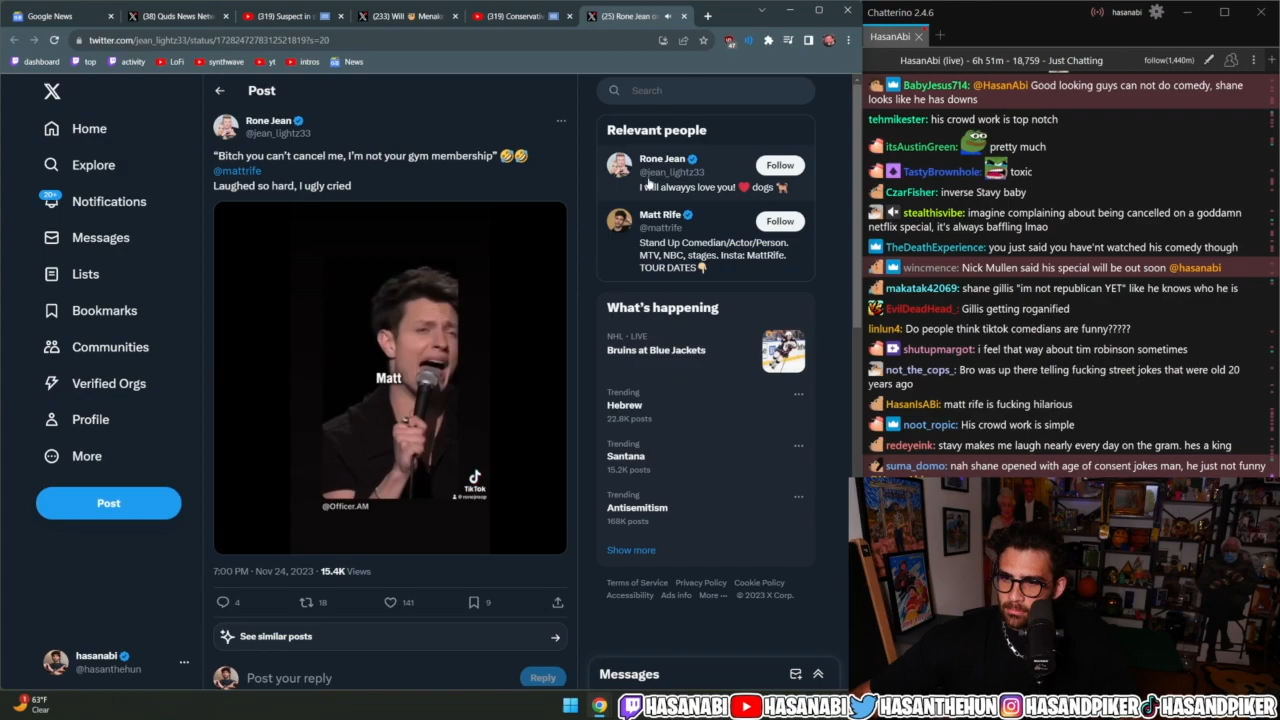 Google News
(38) Quds News Netw
(319) Suspect in s
(233) Will Menak
(319) Conservativ
(25) Rone Jean o
twitter.com/jean_lightz33/status/1728247278312521819?s=20
47
dashboard
top
activity
LoFi
synthwave
yt
intros
News
Home
Explore
20+
Notifications
Messages
Lists
Bookmarks
Communities
Verified Orgs
Profile
More
Post
hasanabi
@hasanthehun
Post
Rone Jean
@jean_lightz33
“Bitch you can’t cancel me, I’m not your gym membership” 🤣🤣
@mattrife
Laughed so hard, I ugly cried
Matt
TikTok
@Officer.AM
7:00 PM · Nov 24, 2023 · 15.4K Views
4
18
141
9
See similar posts
Post your reply
Reply
Search
Relevant people
Rone Jean
@jean_lightz33
Follow
I will alwayys love you! ❤️ dogs 🐕
Matt Rife
@mattrife
Follow
Stand Up Comedian/Actor/Person.
MTV, NBC, stages. Insta: MattRife.
TOUR DATES👇
What’s happening
NHL · LIVE
Bruins at Blue Jackets
Trending
Hebrew
22.8K posts
Trending
Santana
15.2K posts
Trending
Antisemitism
168K posts
Show more
Terms of Service Privacy Policy Cookie Policy
Accessibility Ads info More ··· © 2023 X Corp.
Messages
Chatterino 2.4.6
hasanabi
HasanAbi
HasanAbi (live) - 6h 51m - 18,759 - Just Chatting
follow(1,440m)
BabyJesus714: @HasanAbi Good looking guys can not do comedy, shane
looks like he has downs
tehmikester: his crowd work is top notch
itsAustinGreen: pretty much
TastyBrownhole: toxic
CzarFisher: inverse Stavy baby
stealthisvibe: imagine complaining about being cancelled on a goddamn
netflix special, it's always baffling lmao
TheDeathExperience: you just said you have'nt watched his comedy though
wincmence: Nick Mullen said his special will be out soon @hasanabi
makatak42069: shane gillis "im not republican YET" like he knows who he is
EvilDeadHead_: Gillis getting roganified
linlun4: Do people think tiktok comedians are funny?????
shutupmargot: i feel that way about tim robinson sometimes
not_the_cops_: Bro was up there telling fucking street jokes that were old 20
years ago
HasanIsABi: matt rife is fucking hilarious
noot_ropic: His crowd work is simple
redeyeink: stavy makes me laugh nearly every day on the gram. hes a king
suma_domo: nah shane opened with age of consent jokes man, he just not funny
1
63°F
Clear
HASANABI
HASANABI
HASANTHEHUN
HASANDPIKER
HASANDPIKER